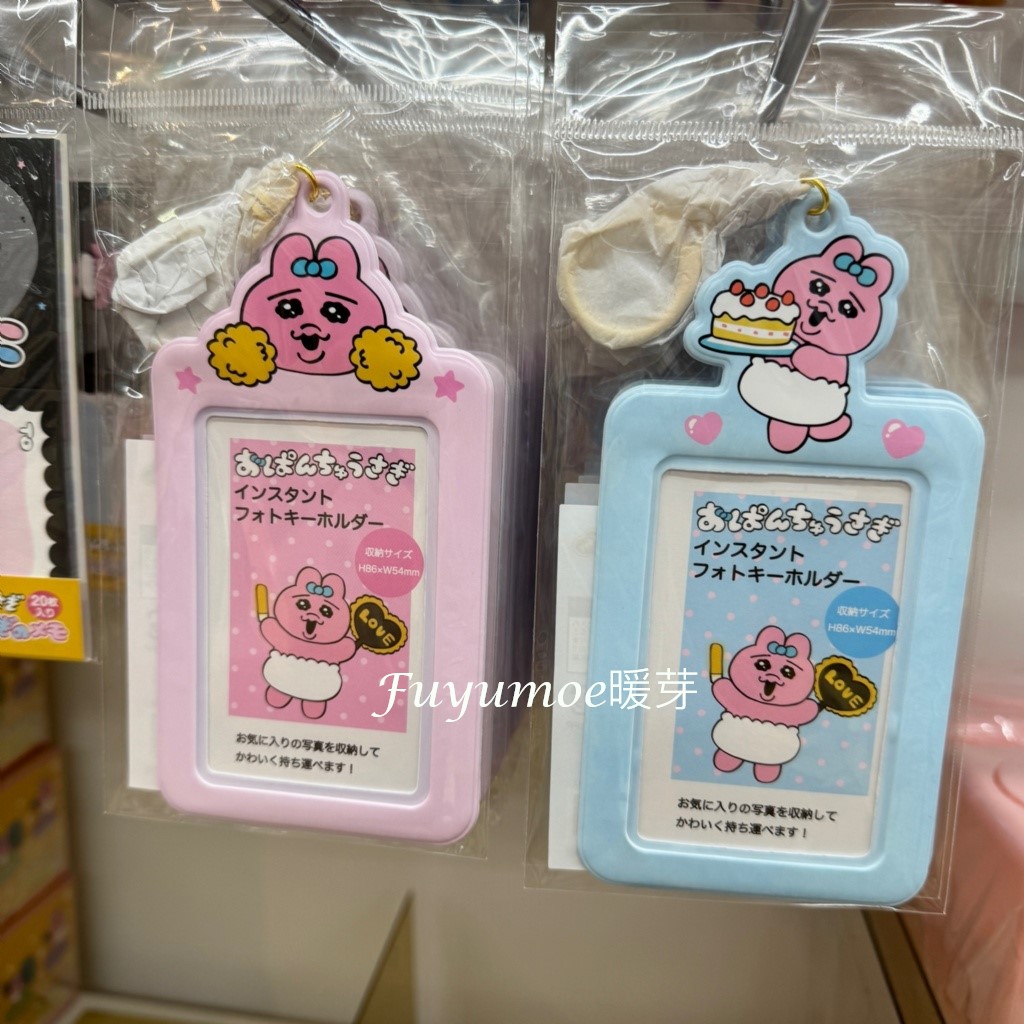 おぱんちゅうさぎ
インスタント
フォトキーホルダー
収納サイズ
H86×W54mm
LOVE
お気に入りの写真を収納して
かわいく持ち運べます！
おぱんちゅうさぎ
インスタント
フォトキーホルダー
収納サイズ
H86×W54mm
LOVE
お気に入りの写真を収納して
かわいく持ち運べます！
Fuyumoe暖芽
TO
20枚
入り